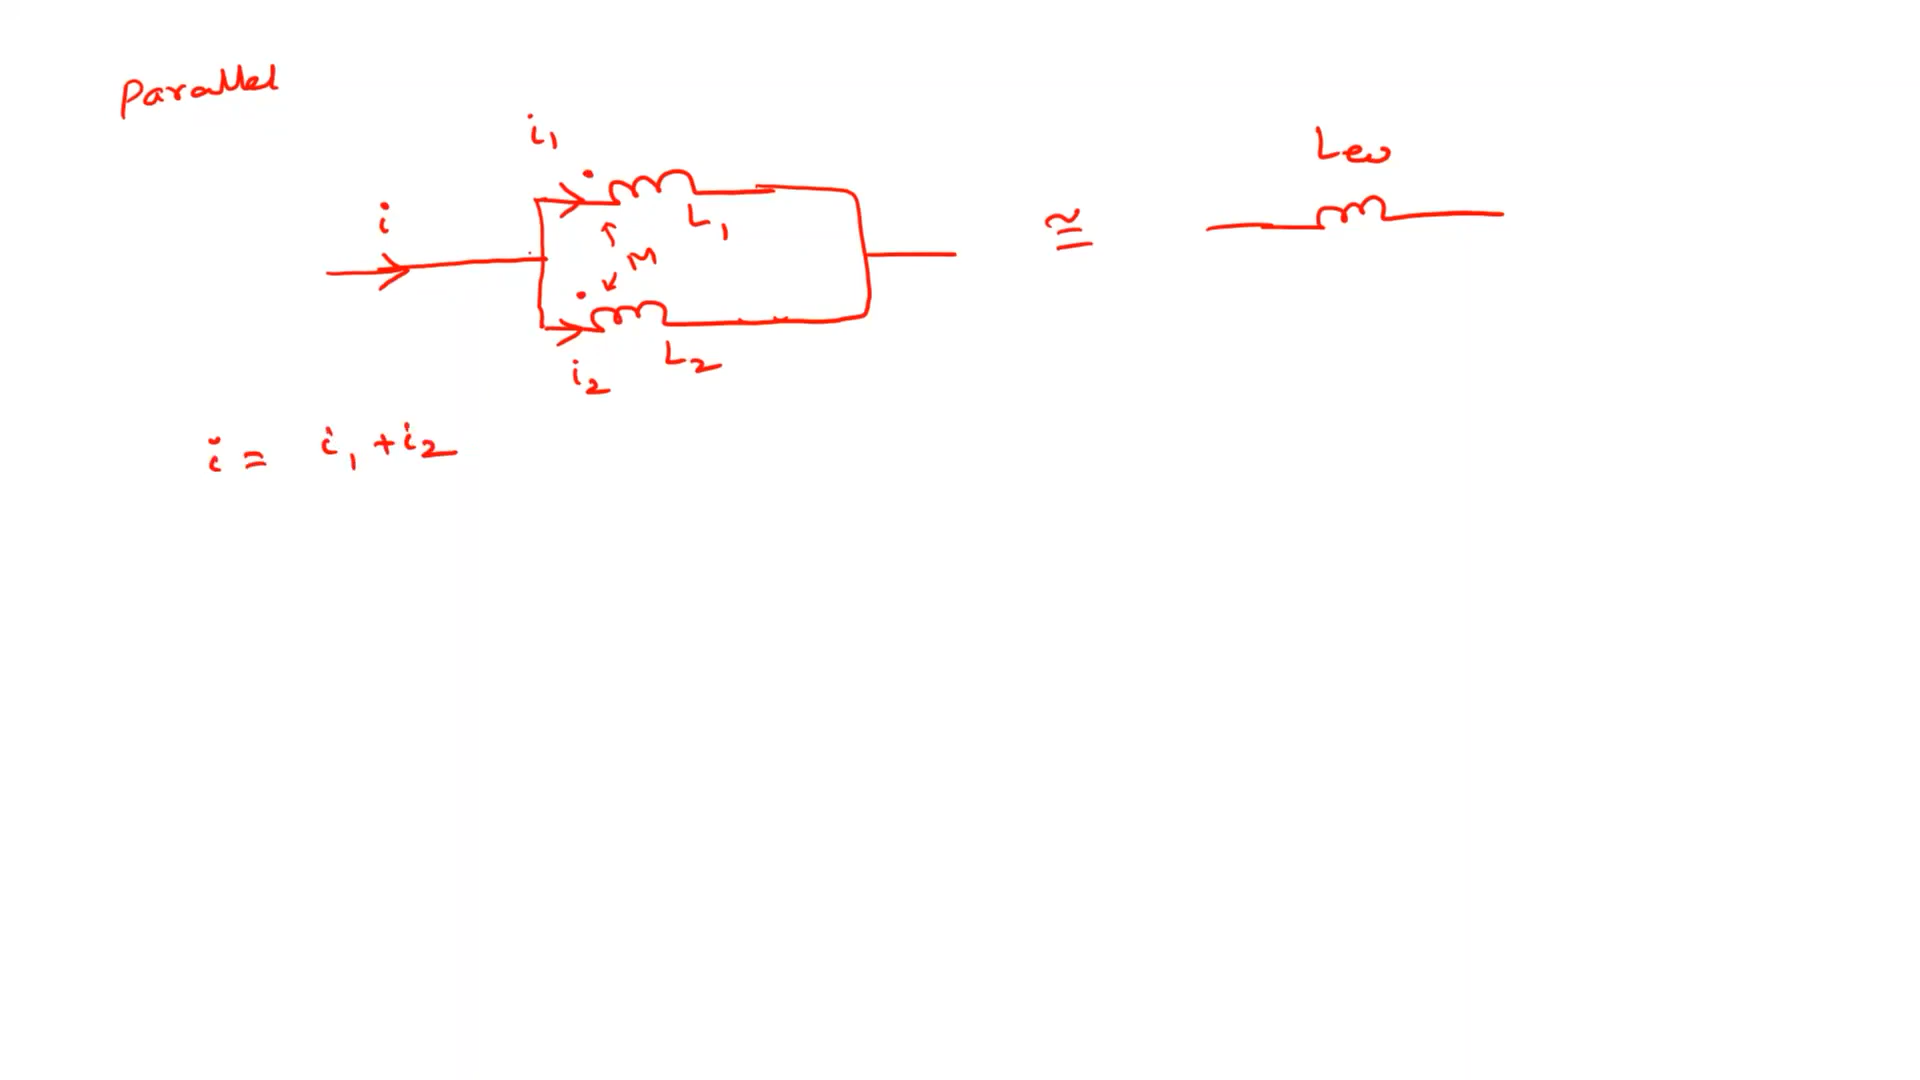 Parallel
i₁
Leq
i
L₁
M
L₂
i₂
≅
i = i₁ + i₂